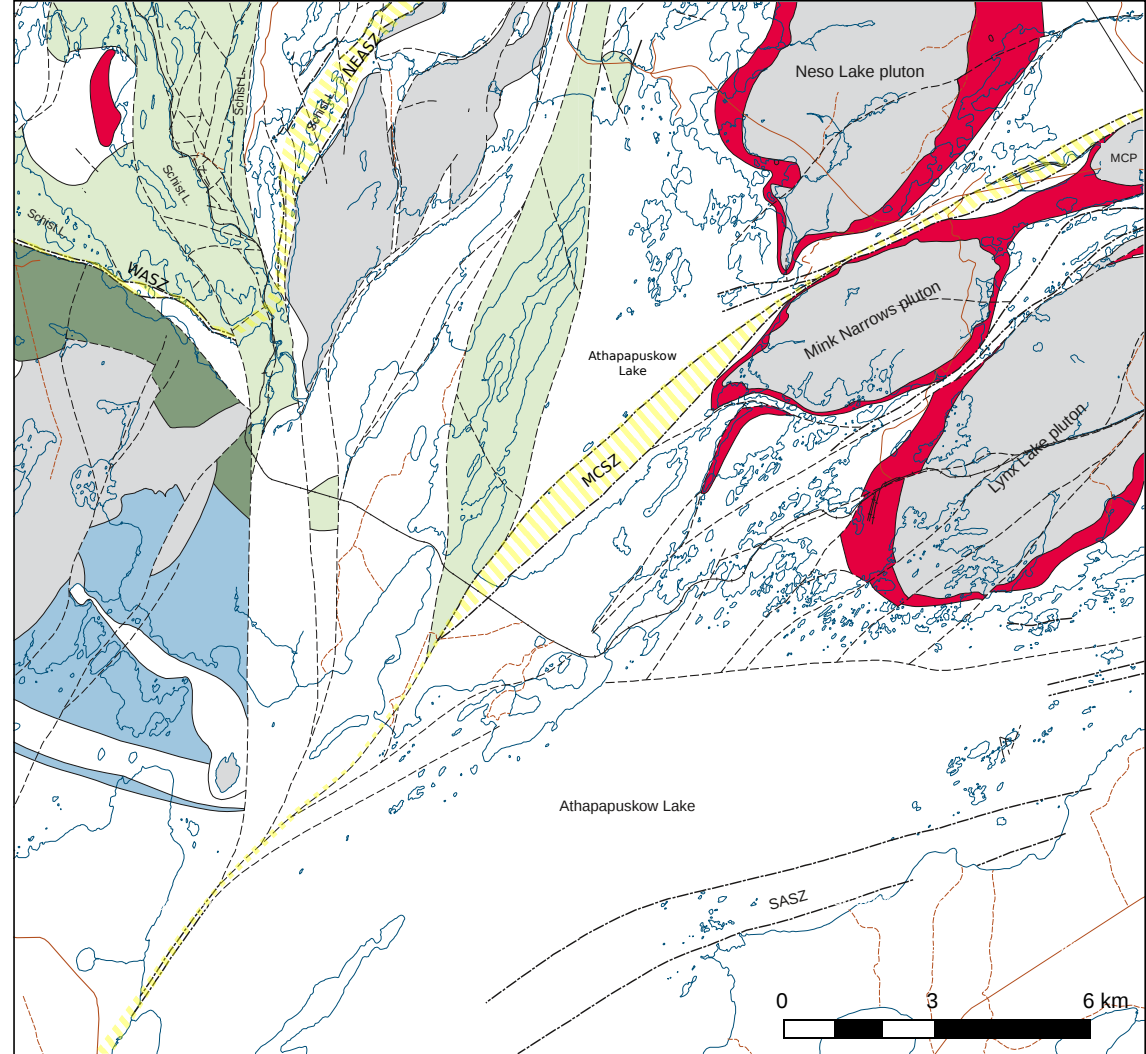 Neso Lake pluton
NEASZ
Schist L.
Schist L.
MCP
Schist L.
Schist L.
WASZ
Mink Narrows pluton
Athapapuskow
Lake
Lynx Lake pluton
MCSZ
Athapapuskow Lake
SASZ
0
3
6 km